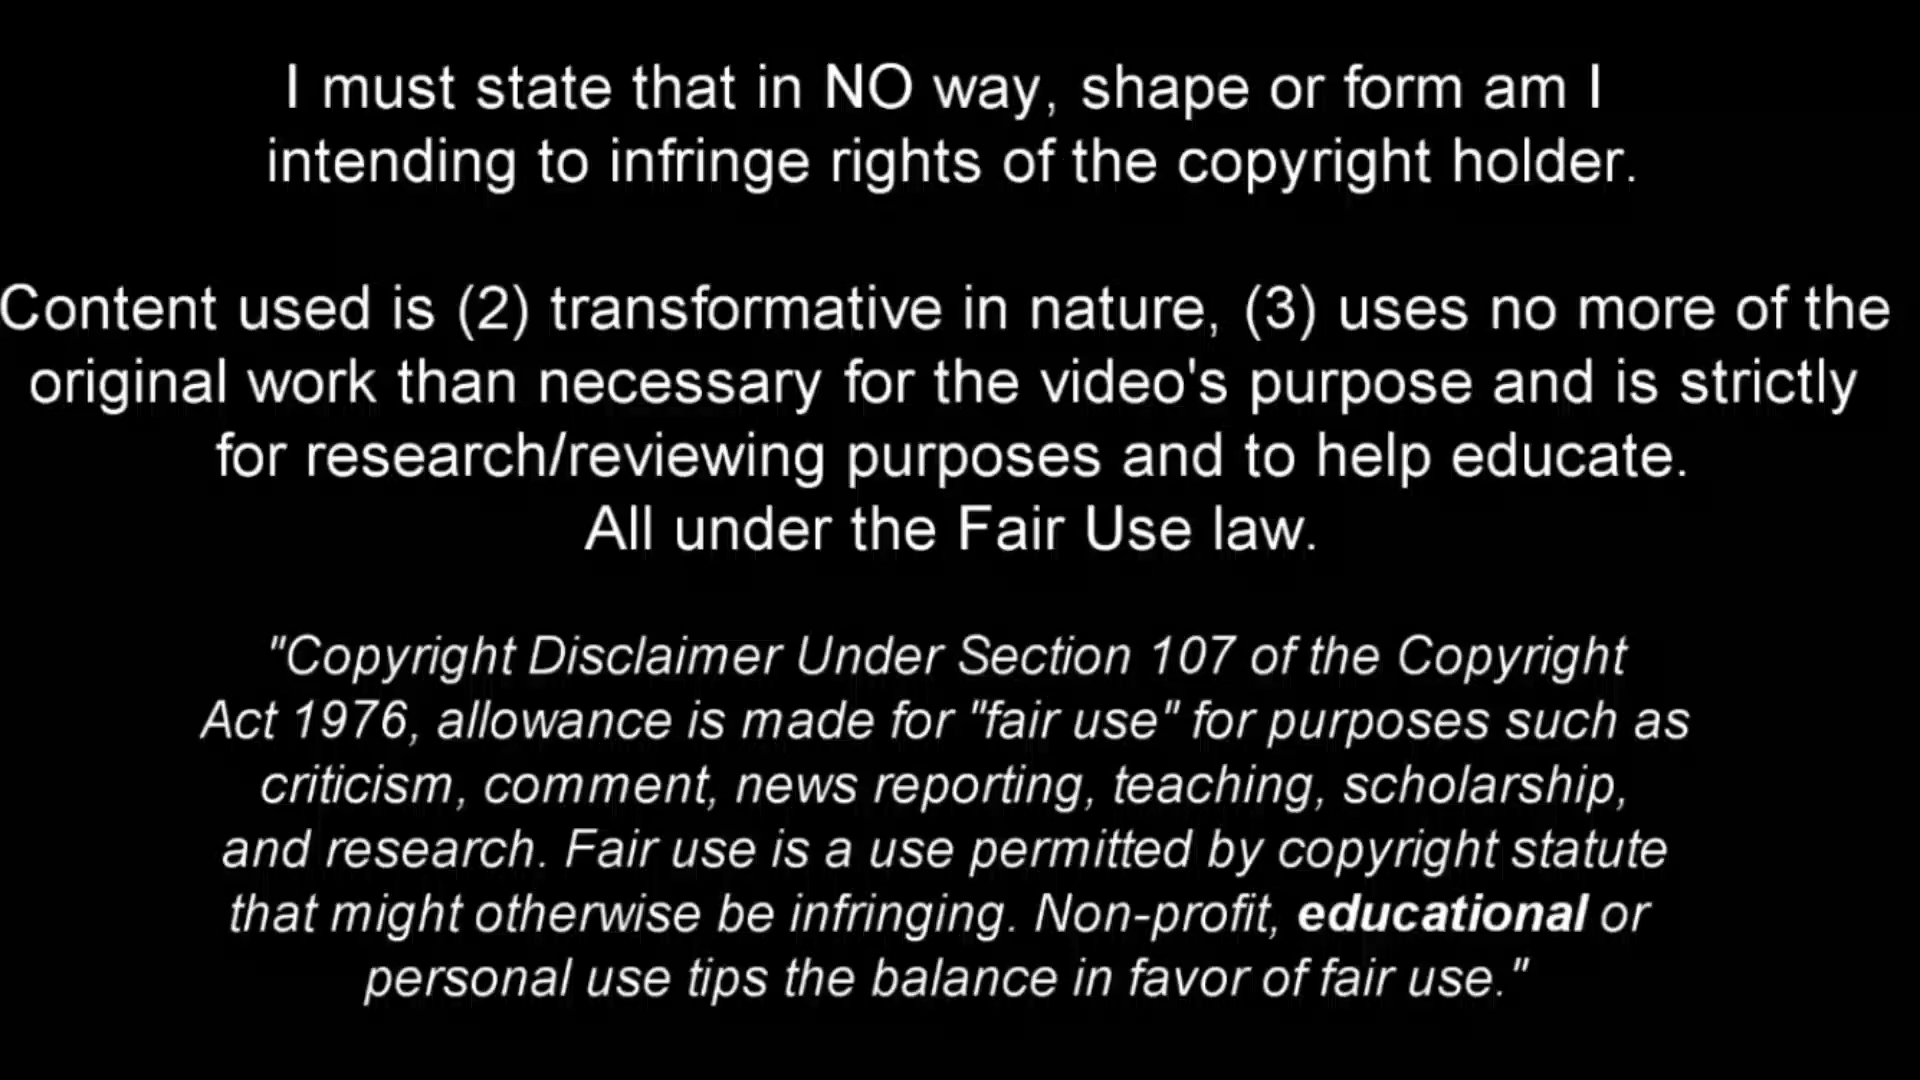 I must state that in NO way, shape or form am I
intending to infringe rights of the copyright holder.
Content used is (2) transformative in nature, (3) uses no more of the
original work than necessary for the video's purpose and is strictly
for research/reviewing purposes and to help educate.
All under the Fair Use law.
"Copyright Disclaimer Under Section 107 of the Copyright
Act 1976, allowance is made for "fair use" for purposes such as
criticism, comment, news reporting, teaching, scholarship,
and research. Fair use is a use permitted by copyright statute
that might otherwise be infringing. Non-profit, educational or
personal use tips the balance in favor of fair use."